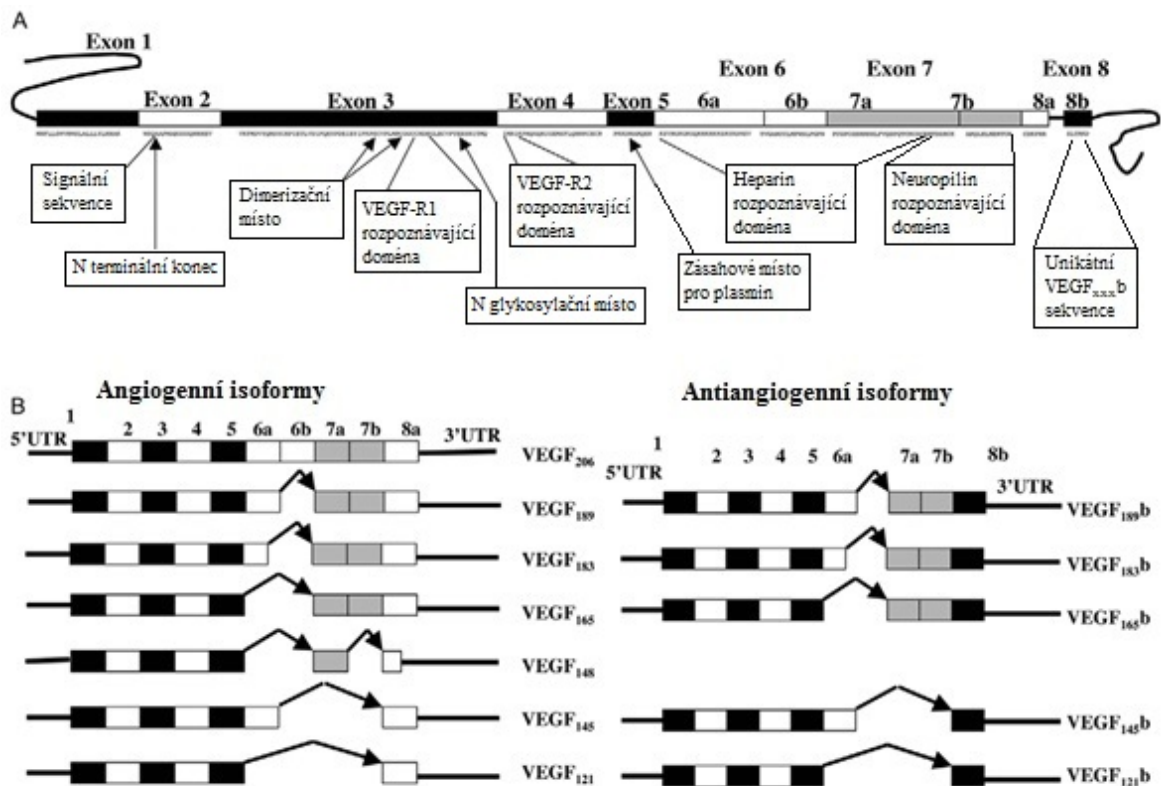 A
Exon 1
Exon 2
Exon 3
Exon 4
Exon 5
Exon 6
6a
6b
Exon 7
7a
7b
Exon 8
8a
8b
Signální
sekvence
N terminální konec
Dimerizační
místo
VEGF-R1
rozpoznávající
doména
N glykosylační místo
VEGF-R2
rozpoznávající
doména
Zásahové místo
pro plasmin
Heparin
rozpoznávající
doména
Neuropilin
rozpoznávající
doména
Unikátní
VEGFxxxb
sekvence
B
Angiogenní isoformy
5'UTR 1 2 3 4 5 6a 6b 7a 7b 8a 3'UTR
VEGF206
VEGF189
VEGF183
VEGF165
VEGF148
VEGF145
VEGF121
Antiangiogenní isoformy
5'UTR 1 2 3 4 5 6a 7a 7b 8b 3'UTR
VEGF189b
VEGF183b
VEGF165b
VEGF145b
VEGF121b